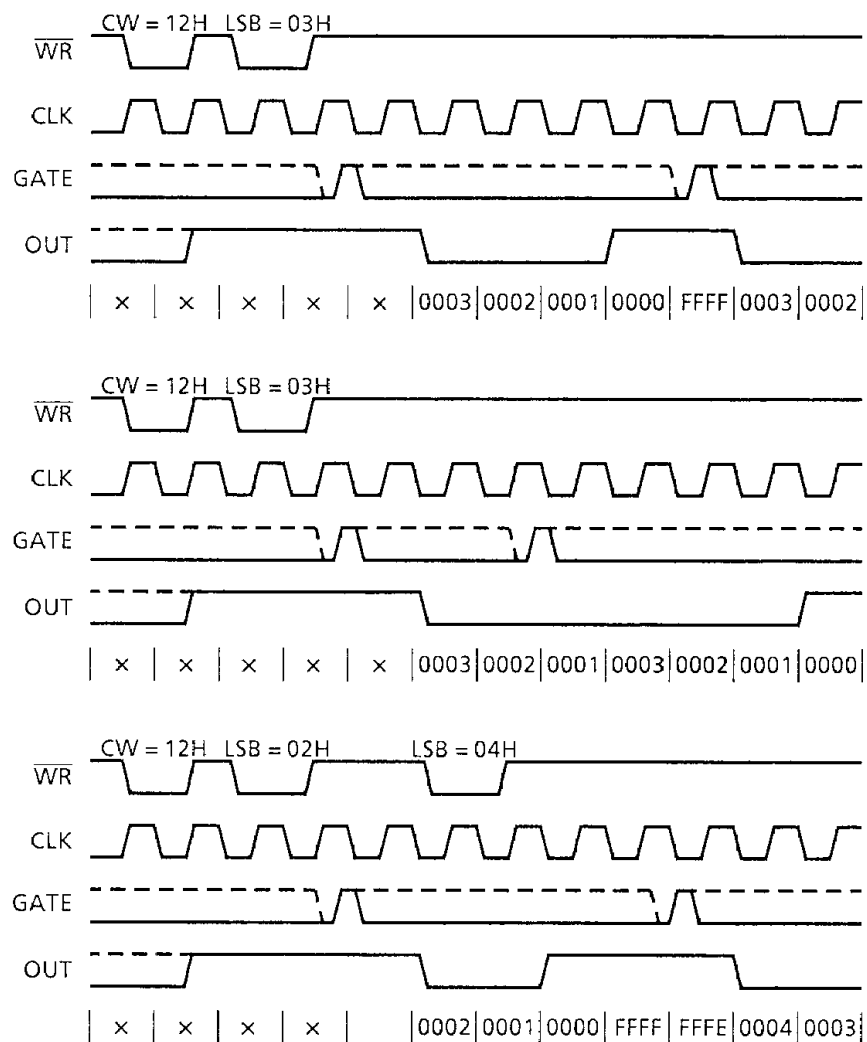 CW = 12H LSB = 03H
WR
CLK
GATE
OUT
× × × × × 0003 0002 0001 0000 FFFF 0003 0002
CW = 12H LSB = 03H
WR
CLK
GATE
OUT
× × × × × 0003 0002 0001 0003 0002 0001 0000
CW = 12H LSB = 02H LSB = 04H
WR
CLK
GATE
OUT
× × × × 0002 0001 0000 FFFF FFFE 0004 0003